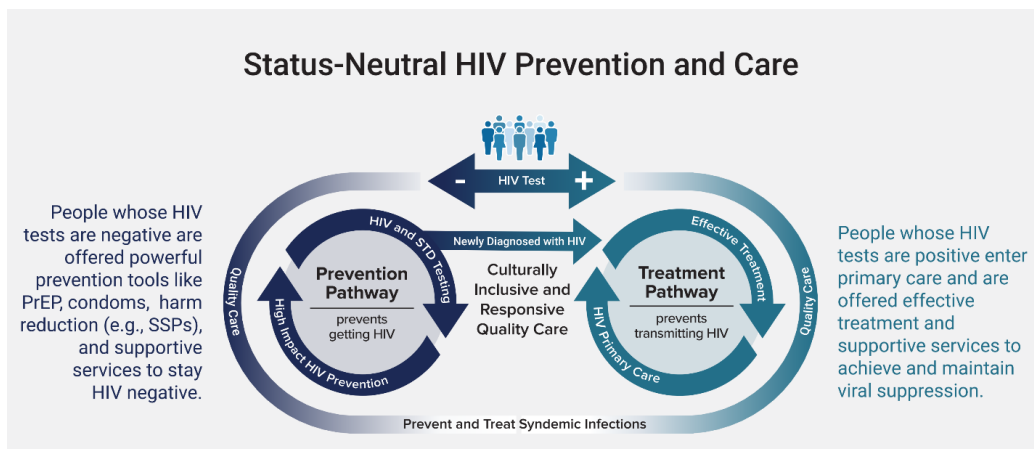 Status-Neutral HIV Prevention and Care
- HIV Test +
People whose HIV
tests are negative are
offered powerful
prevention tools like
PrEP, condoms, harm
reduction (e.g., SSPs),
and supportive
services to stay
HIV negative.
Quality Care
HIV and STD Testing
High Impact HIV Prevention
Prevention
Pathway
prevents
getting HIV
Newly Diagnosed with HIV
Culturally
Inclusive and
Responsive
Quality Care
Effective Treatment
HIV Primary Care
Treatment
Pathway
prevents
transmitting HIV
Quality Care
People whose HIV
tests are positive enter
primary care and are
offered effective
treatment and
supportive services to
achieve and maintain
viral suppression.
Prevent and Treat Syndemic Infections